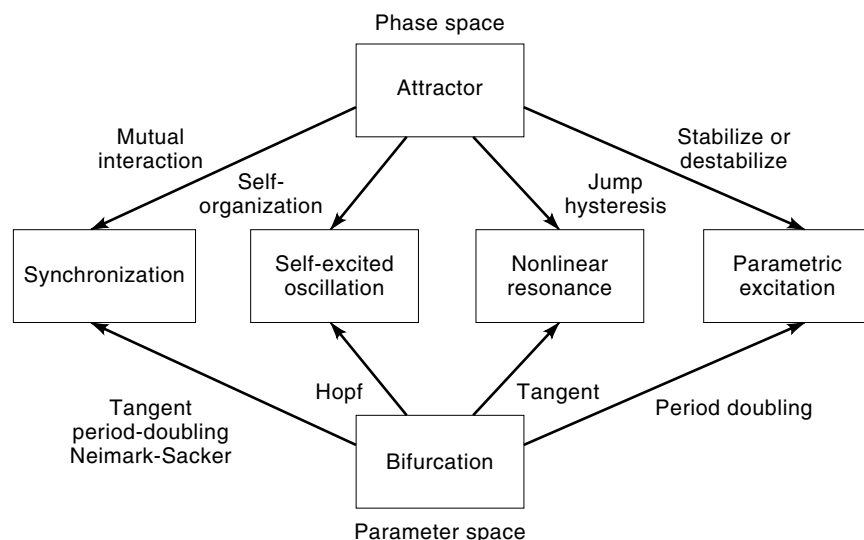 Phase space
Attractor
Mutual
interaction
Self-
organization
Jump
hysteresis
Stabilize or
destabilize
Synchronization
Self-excited
oscillation
Nonlinear
resonance
Parametric
excitation
Tangent
period-doubling
Neimark-Sacker
Hopf
Tangent
Period doubling
Bifurcation
Parameter space